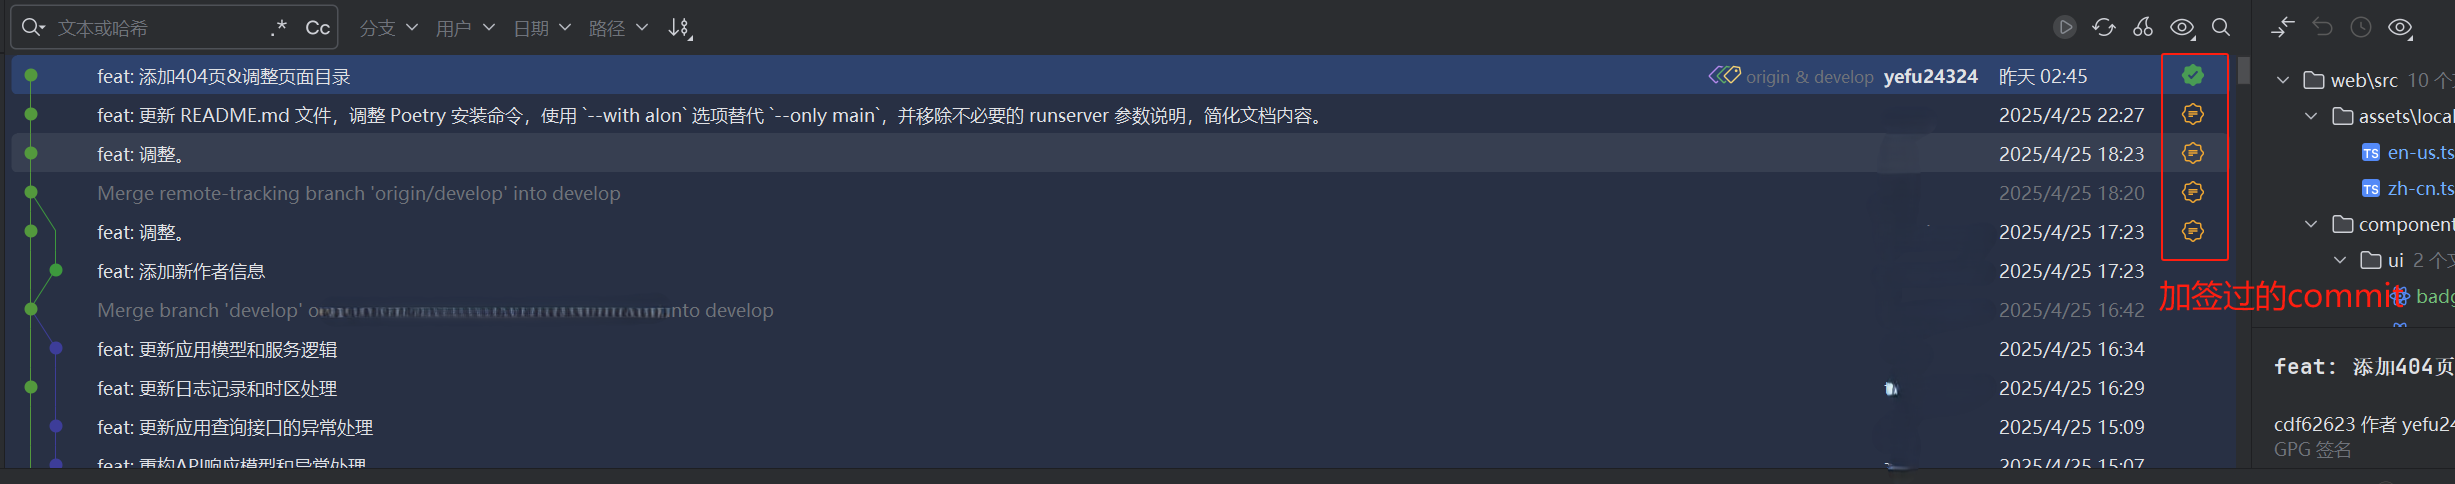 文本或哈希 .* Cc 分支 用户 日期 路径
feat: 添加404页&调整页面目录 origin & develop yefu24324 昨天 02:45
feat: 更新 README.md 文件，调整 Poetry 安装命令，使用 `--with alon` 选项替代 `--only main`，并移除不必要的 runserver 参数说明，简化文档内容。 2025/4/25 22:27
feat: 调整。 2025/4/25 18:23
Merge remote-tracking branch 'origin/develop' into develop 2025/4/25 18:20
feat: 调整。 2025/4/25 17:23
feat: 添加新作者信息 2025/4/25 17:23
Merge branch 'develop' o into develop 2025/4/25 16:42
feat: 更新应用模型和服务逻辑 2025/4/25 16:34
feat: 更新日志记录和时区处理 2025/4/25 16:29
feat: 更新应用查询接口的异常处理 2025/4/25 15:09
feat: 重构API响应模型和异常处理 2025/4/25 15:07
加签过的commit
web\src 10 个
assets\local
TS en-us.ts
TS zh-cn.ts
component
ui 2 个
badg
feat: 添加404页
cdf62623 作者 yefu24
GPG 签名